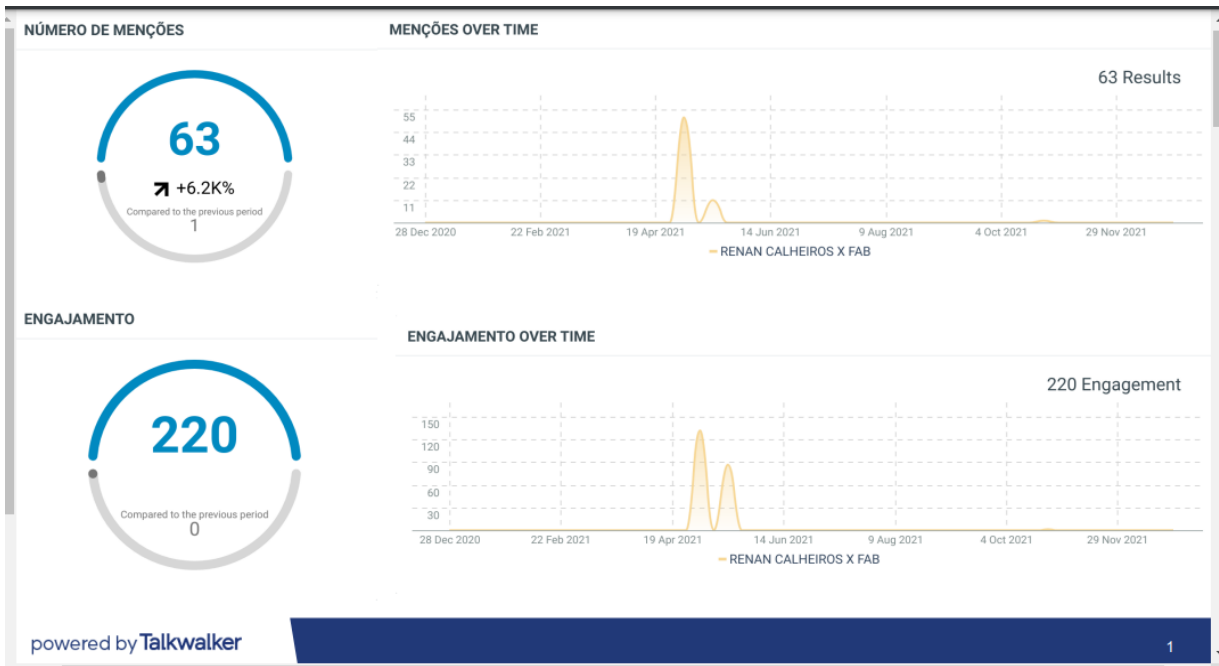 NÚMERO DE MENÇÕES
63
+6.2K%
Compared to the previous period
1
MENÇÕES OVER TIME
63 Results
55
44
33
22
11
28 Dec 2020 22 Feb 2021 19 Apr 2021 14 Jun 2021 9 Aug 2021 4 Oct 2021 29 Nov 2021
RENAN CALHEIROS X FAB
ENGAJAMENTO
220
Compared to the previous period
0
ENGAJAMENTO OVER TIME
220 Engagement
150
120
90
60
30
28 Dec 2020 22 Feb 2021 19 Apr 2021 14 Jun 2021 9 Aug 2021 4 Oct 2021 29 Nov 2021
RENAN CALHEIROS X FAB
powered by Talkwalker
1